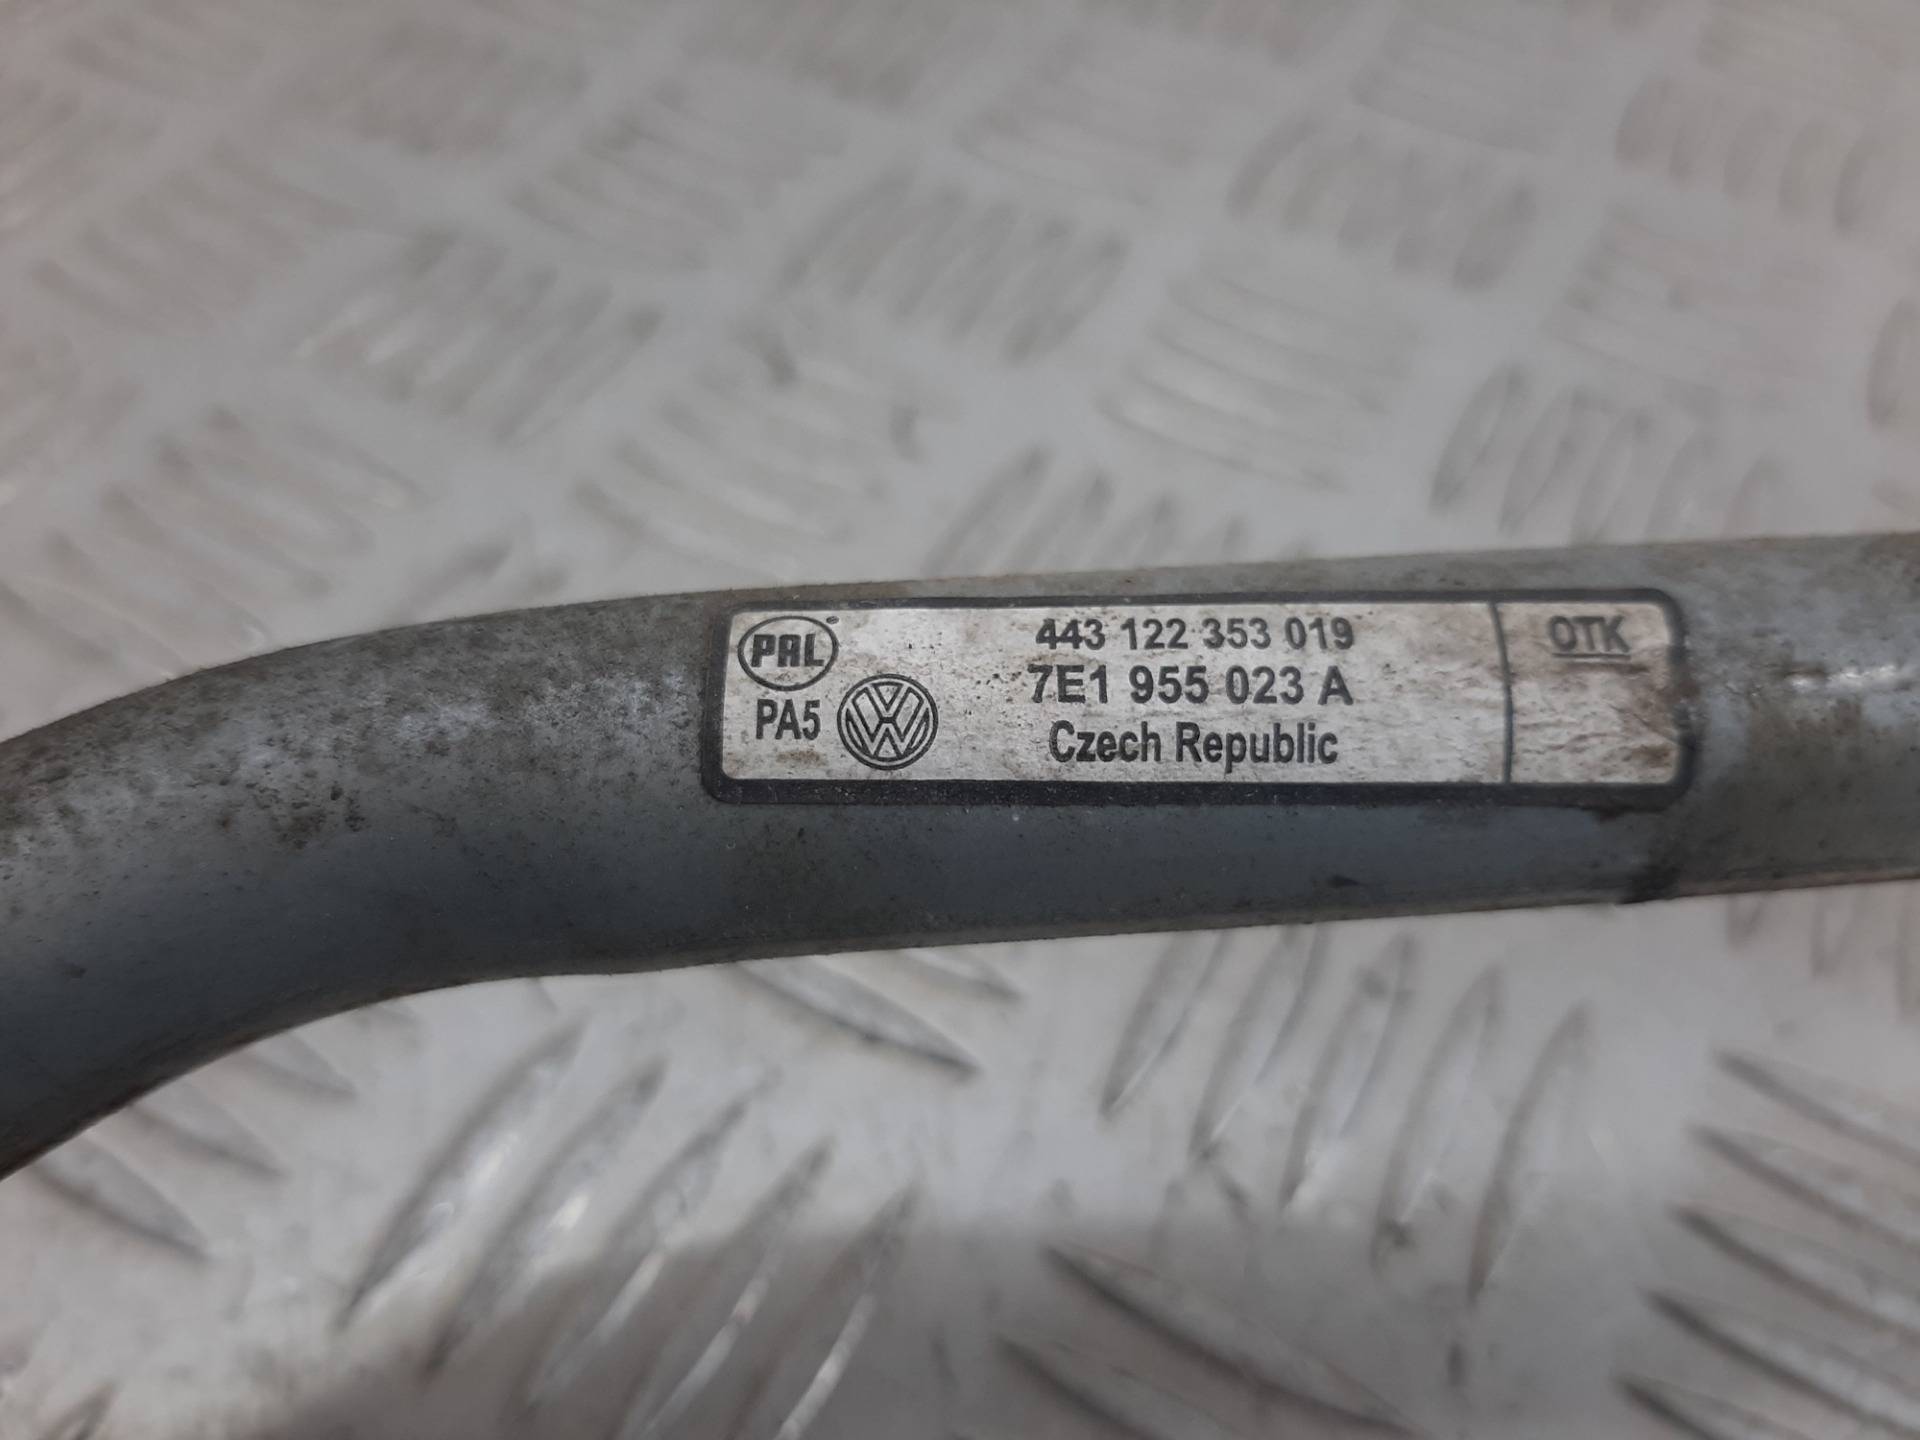 PAL
PA5
443 122 353 019
7E1 955 023 A
Czech Republic
OTK